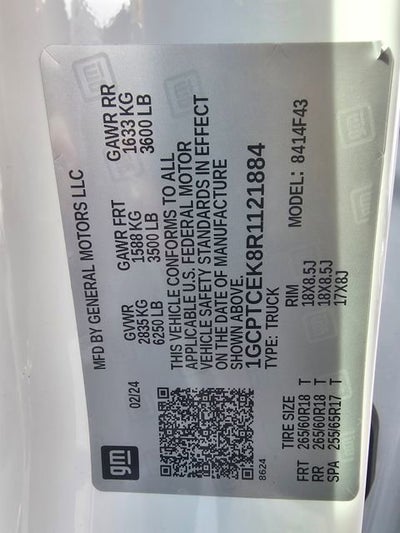 gm
MFD BY GENERAL MOTORS LLC
02/24
GVWR GAWR FRT GAWR RR
2835 KG 1588 KG 1633 KG
6250 LB 3500 LB 3600 LB
THIS VEHICLE CONFORMS TO ALL
APPLICABLE U.S. FEDERAL MOTOR
VEHICLE SAFETY STANDARDS IN EFFECT
ON THE DATE OF MANUFACTURE
SHOWN ABOVE.
1GCPTCEK8R1121884
TYPE: TRUCK MODEL: 8414F43
8624
TIRE SIZE RIM
FRT 265/60R18 T 18X8.5J
RR 265/60R18 T 18X8.5J
SPA 255/65R17 T 17X8J